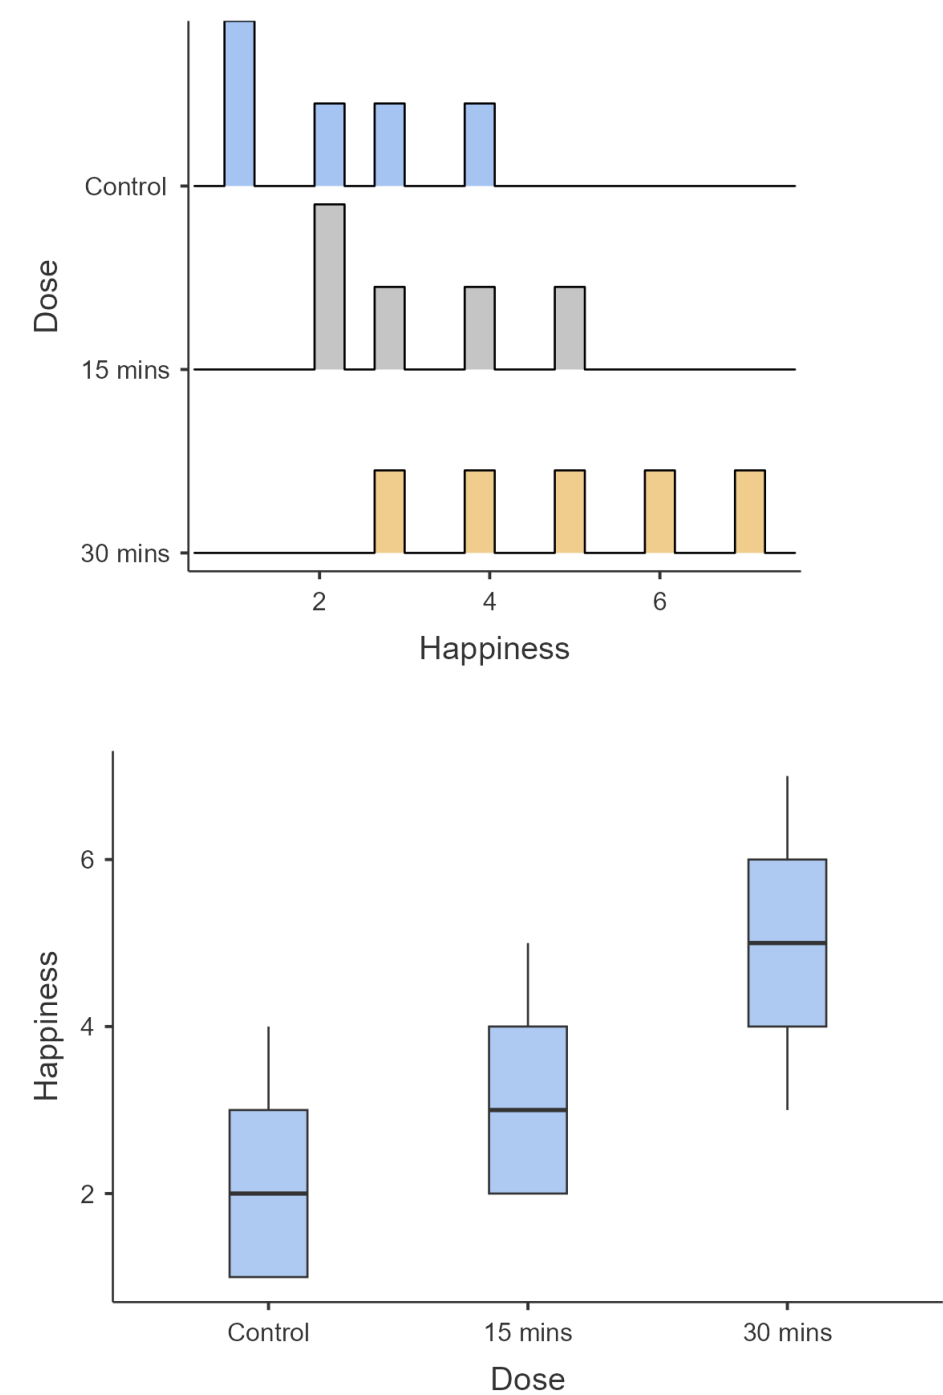 Control
15 mins
30 mins
Dose
2 4 6
Happiness
6
4
2
Happiness
Control 15 mins 30 mins
Dose